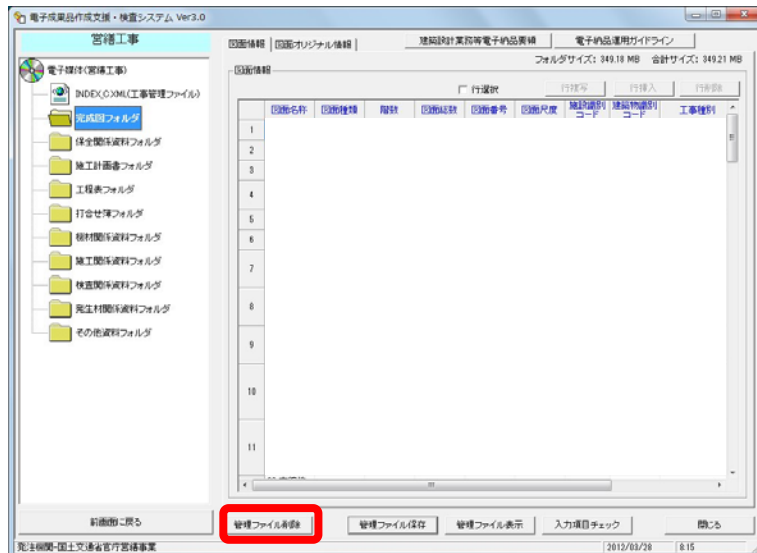 電子成果品作成支援・検査システム Ver3.0
営繕工事
電子媒体(営繕工事)
INDEX_C.XML(工事管理ファイル)
完成図フォルダ
保全関係資料フォルダ
施工計画書フォルダ
工程表フォルダ
打合せ簿フォルダ
機材関係資料フォルダ
施工関係資料フォルダ
検査関係資料フォルダ
発生材関係資料フォルダ
その他資料フォルダ
前画面に戻る
図面情報 図面オリジナル情報 建築設計業務等電子納品要領 電子納品運用ガイドライン
フォルダサイズ: 349.18 MB 合計サイズ: 349.21 MB
図面情報
行選択 行複写 行挿入 行削除
図面名称 図面種類 階数 図面総数 図面番号 図面尺度 施設識別コード 建築物識別コード 工事種別
1
2
3
4
5
6
7
8
9
10
11
管理ファイル削除 管理ファイル保存 管理ファイル表示 入力項目チェック 閉じる
発注機関-国土交通省官庁営繕事業 2012/03/28 8:15